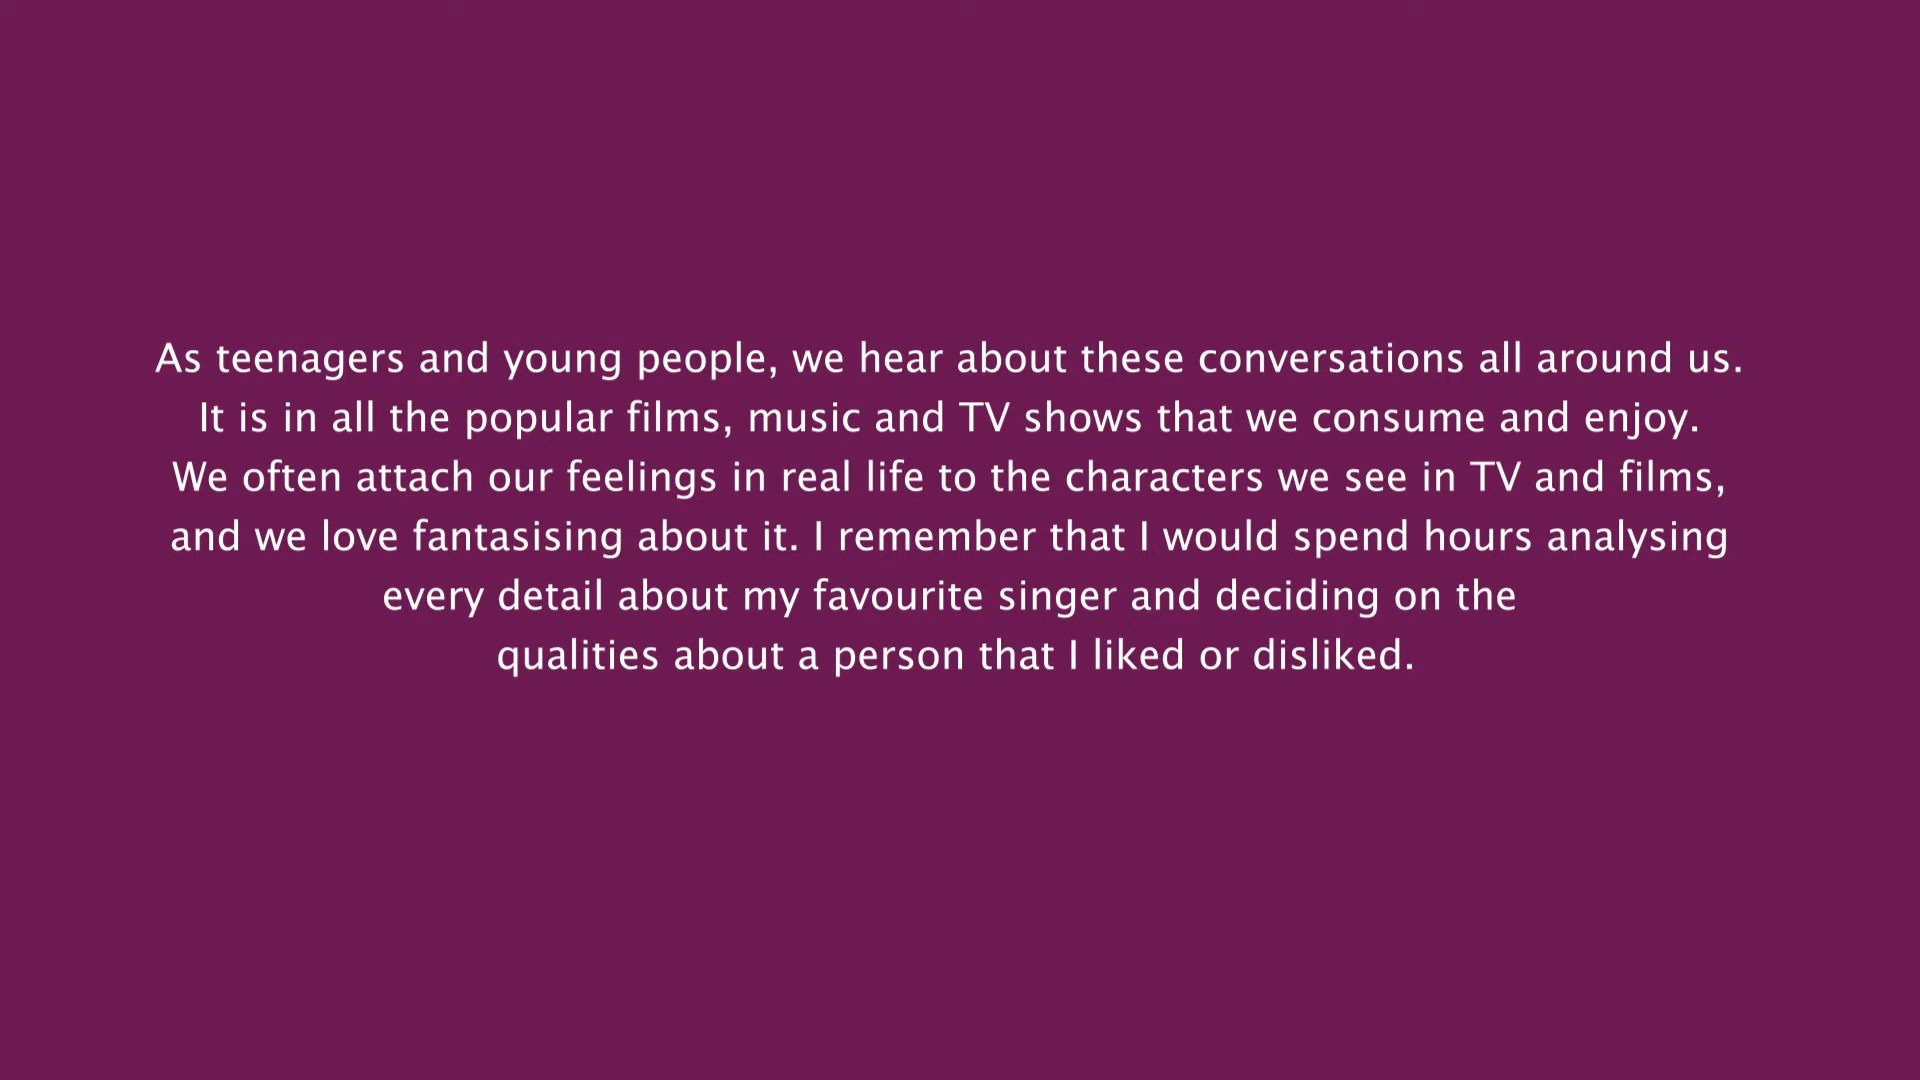 As teenagers and young people, we hear about these conversations all around us.
It is in all the popular films, music and TV shows that we consume and enjoy.
We often attach our feelings in real life to the characters we see in TV and films,
and we love fantasising about it. I remember that I would spend hours analysing
every detail about my favourite singer and deciding on the
qualities about a person that I liked or disliked.